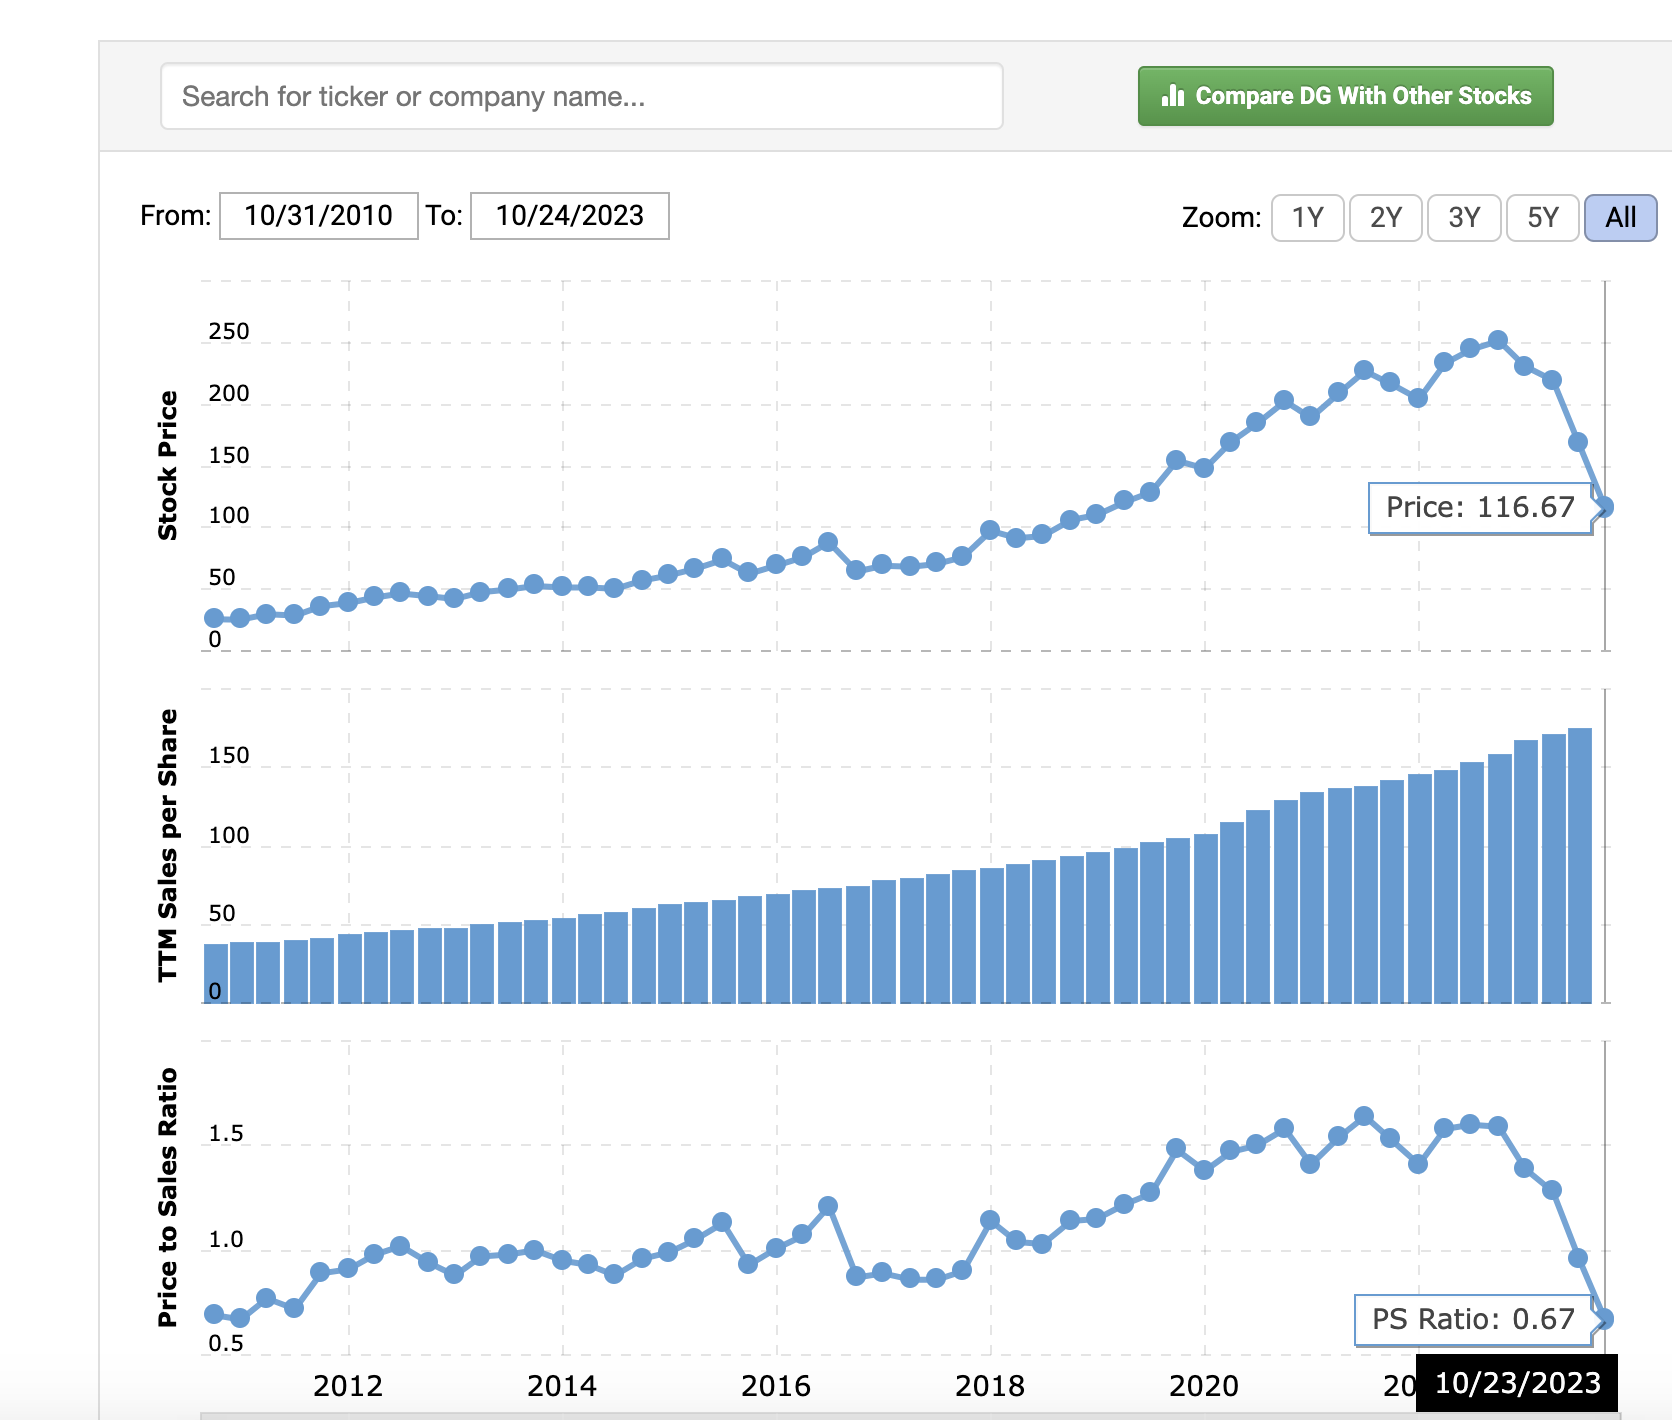 Search for ticker or company name...
Compare DG With Other Stocks
From: 10/31/2010 To: 10/24/2023
Zoom: 1Y 2Y 3Y 5Y All
Stock Price
250
200
150
100
50
0
Price: 116.67
TTM Sales per Share
150
100
50
0
Price to Sales Ratio
1.5
1.0
0.5
PS Ratio: 0.67
2012 2014 2016 2018 2020 20
10/23/2023